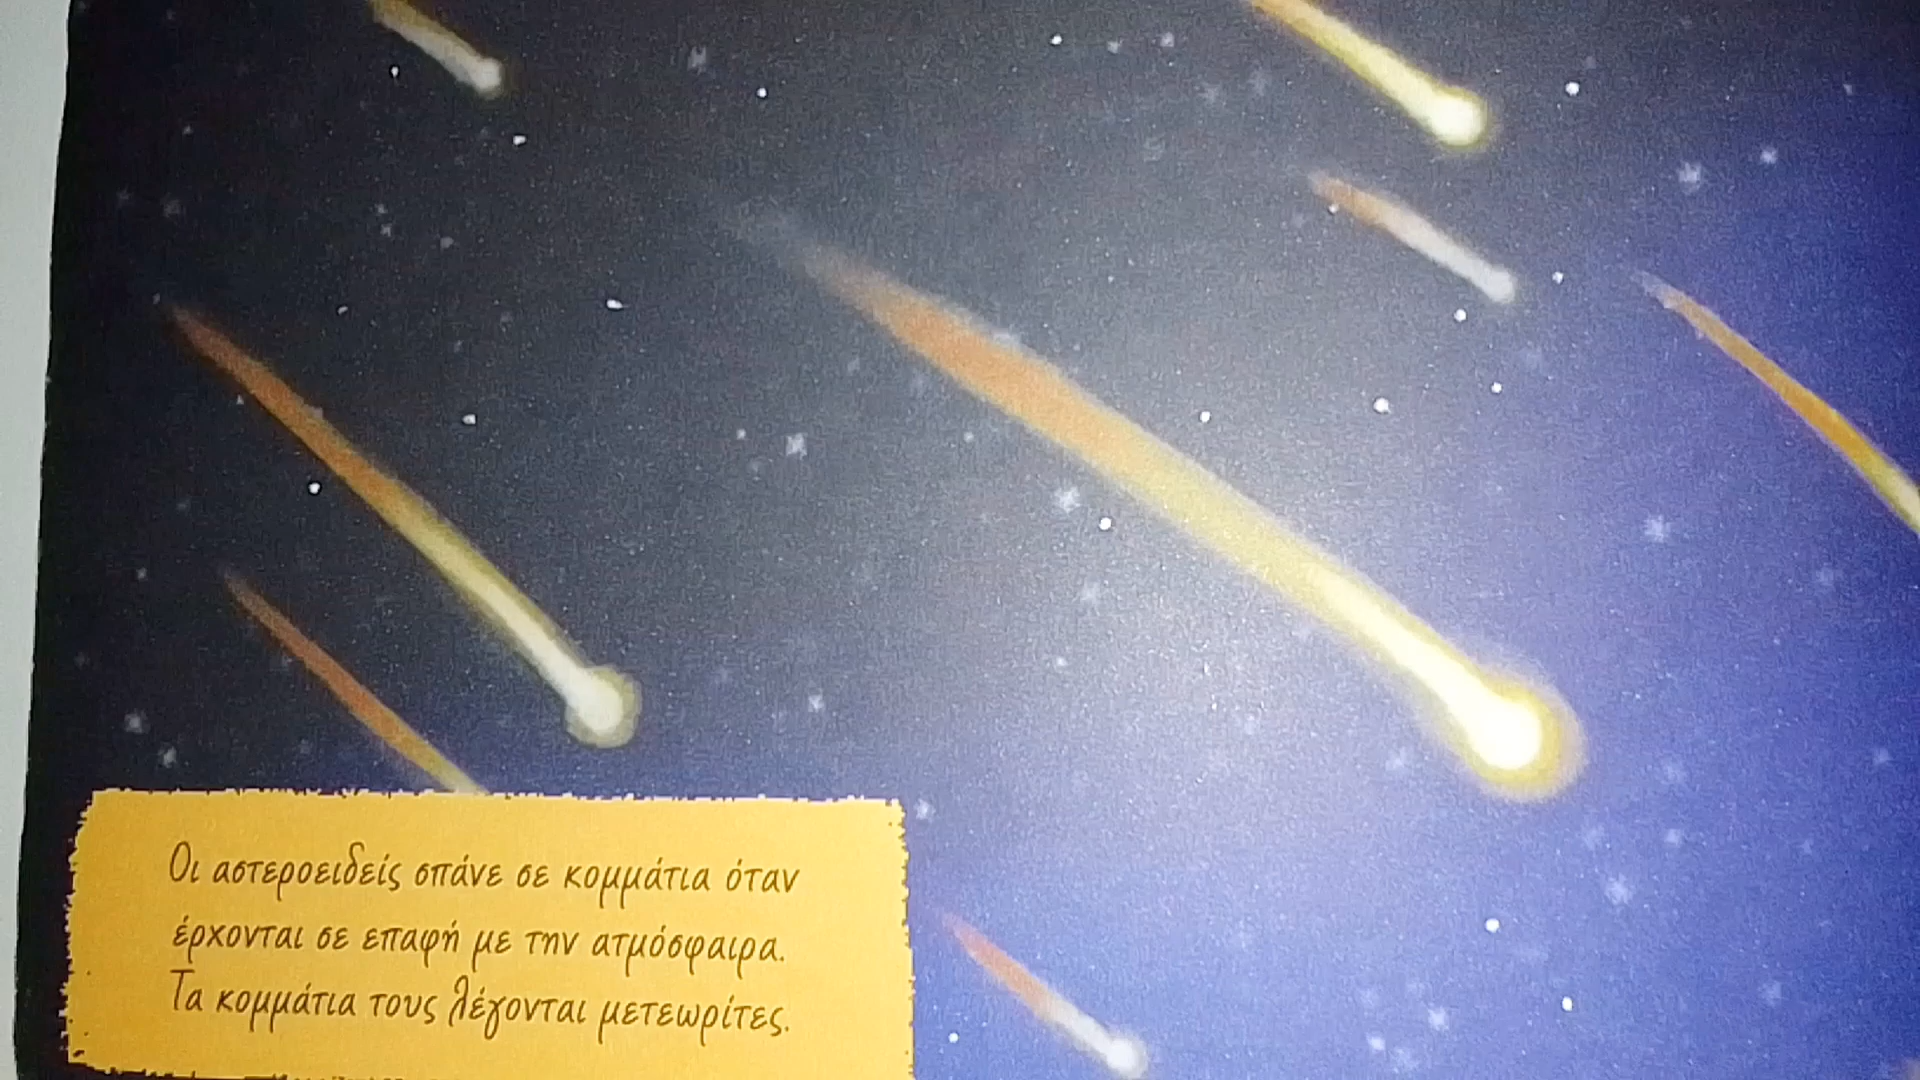 Οι αστεροειδείς σπάνε σε κομμάτια όταν
έρχονται σε επαφή με την ατμόσφαιρα.
Τα κομμάτια τους λέγονται μετεωρίτες.